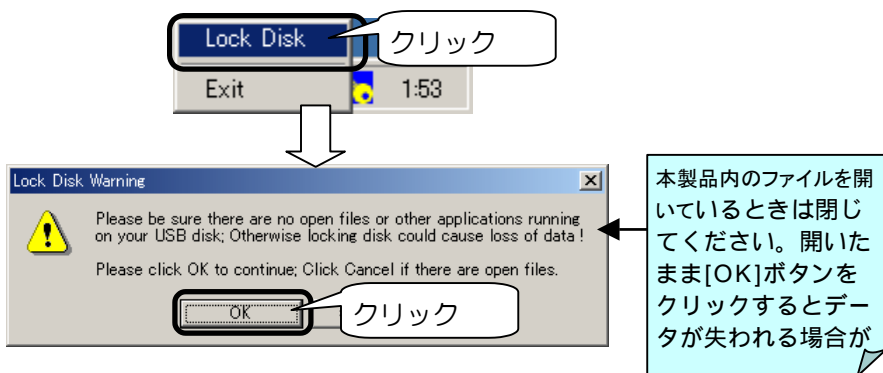 Lock Disk
クリック
Exit
1:53
Lock Disk Warning
Please be sure there are no open files or other applications running
on your USB disk; Otherwise locking disk could cause loss of data !
Please click OK to continue; Click Cancel if there are open files.
OK
クリック
本製品内のファイルを開
いているときは閉じ
てください。開いた
まま[OK]ボタンを
クリックするとデー
タが失われる場合が